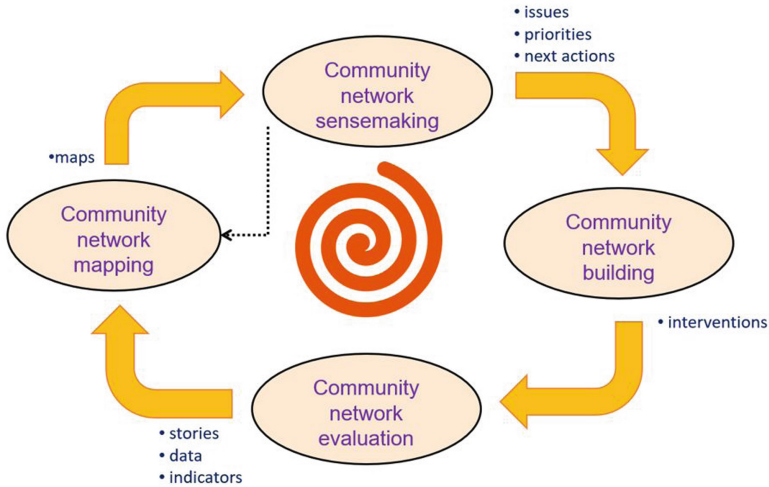 • issues
• priorities
• next actions
Community
network
sensemaking
•maps
Community
network
mapping
Community
network
building
• interventions
Community
network
evaluation
• stories
• data
• indicators